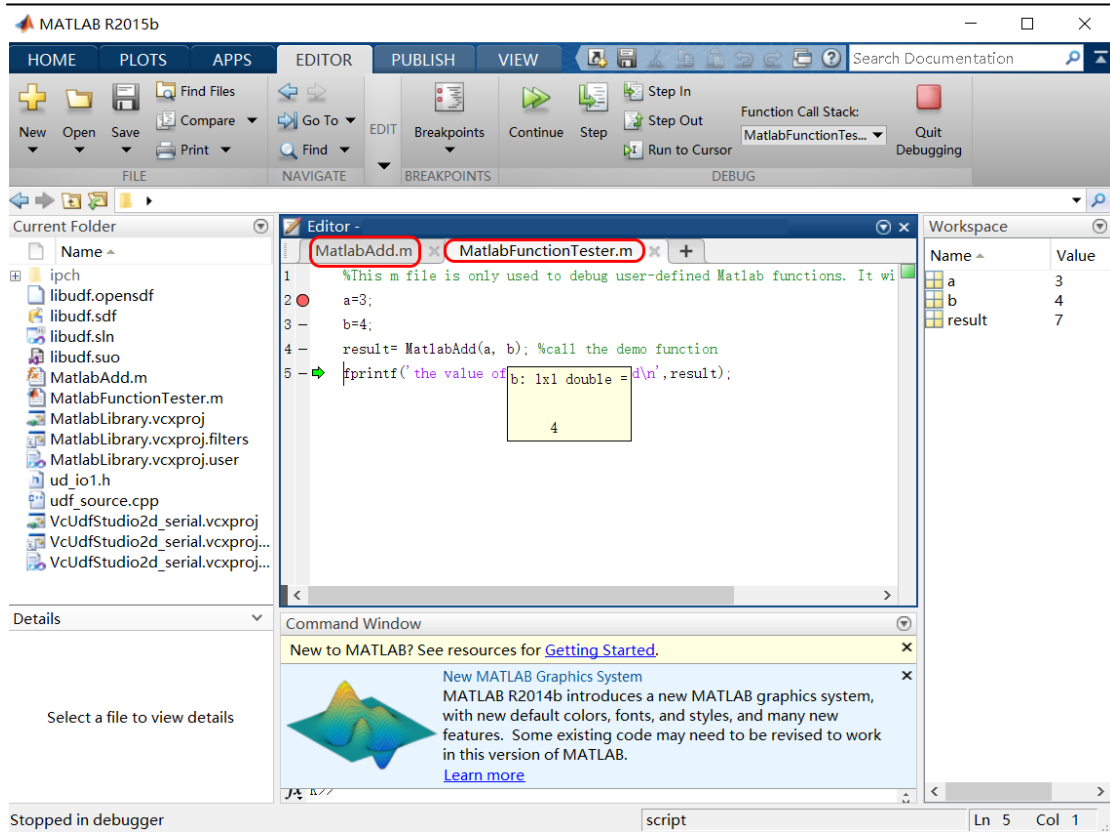 MATLAB R2015b
HOME PLOTS APPS EDITOR PUBLISH VIEW Search Documentation
New Open Save
Find Files
Compare
Print
FILE
Go To
Find
NAVIGATE
EDIT
Breakpoints
BREAKPOINTS
Continue Step
Step In
Step Out
Run to Cursor
Function Call Stack:
MatlabFunctionTes...
Quit Debugging
DEBUG
Current Folder
Name
ipch
libudf.opensdf
libudf.sdf
libudf.sln
libudf.suo
MatlabAdd.m
MatlabFunctionTester.m
MatlabLibrary.vcxproj
MatlabLibrary.vcxproj.filters
MatlabLibrary.vcxproj.user
ud_io1.h
udf_source.cpp
VcUdfStudio2d_serial.vcxproj
VcUdfStudio2d_serial.vcxproj...
VcUdfStudio2d_serial.vcxproj...
Details
Select a file to view details
Editor -
MatlabAdd.m MatlabFunctionTester.m +
1 %This m file is only used to debug user-defined Matlab functions. It wi
2 a=3;
3 – b=4;
4 – result= MatlabAdd(a, b); %call the demo function
5 – fprintf('the value of d\n',result);
b: 1x1 double =
4
Command Window
New to MATLAB? See resources for Getting Started.
New MATLAB Graphics System
MATLAB R2014b introduces a new MATLAB graphics system,
with new default colors, fonts, and styles, and many new
features. Some existing code may need to be revised to work
in this version of MATLAB.
Learn more
Workspace
Name Value
a 3
b 4
result 7
Stopped in debugger script Ln 5 Col 1